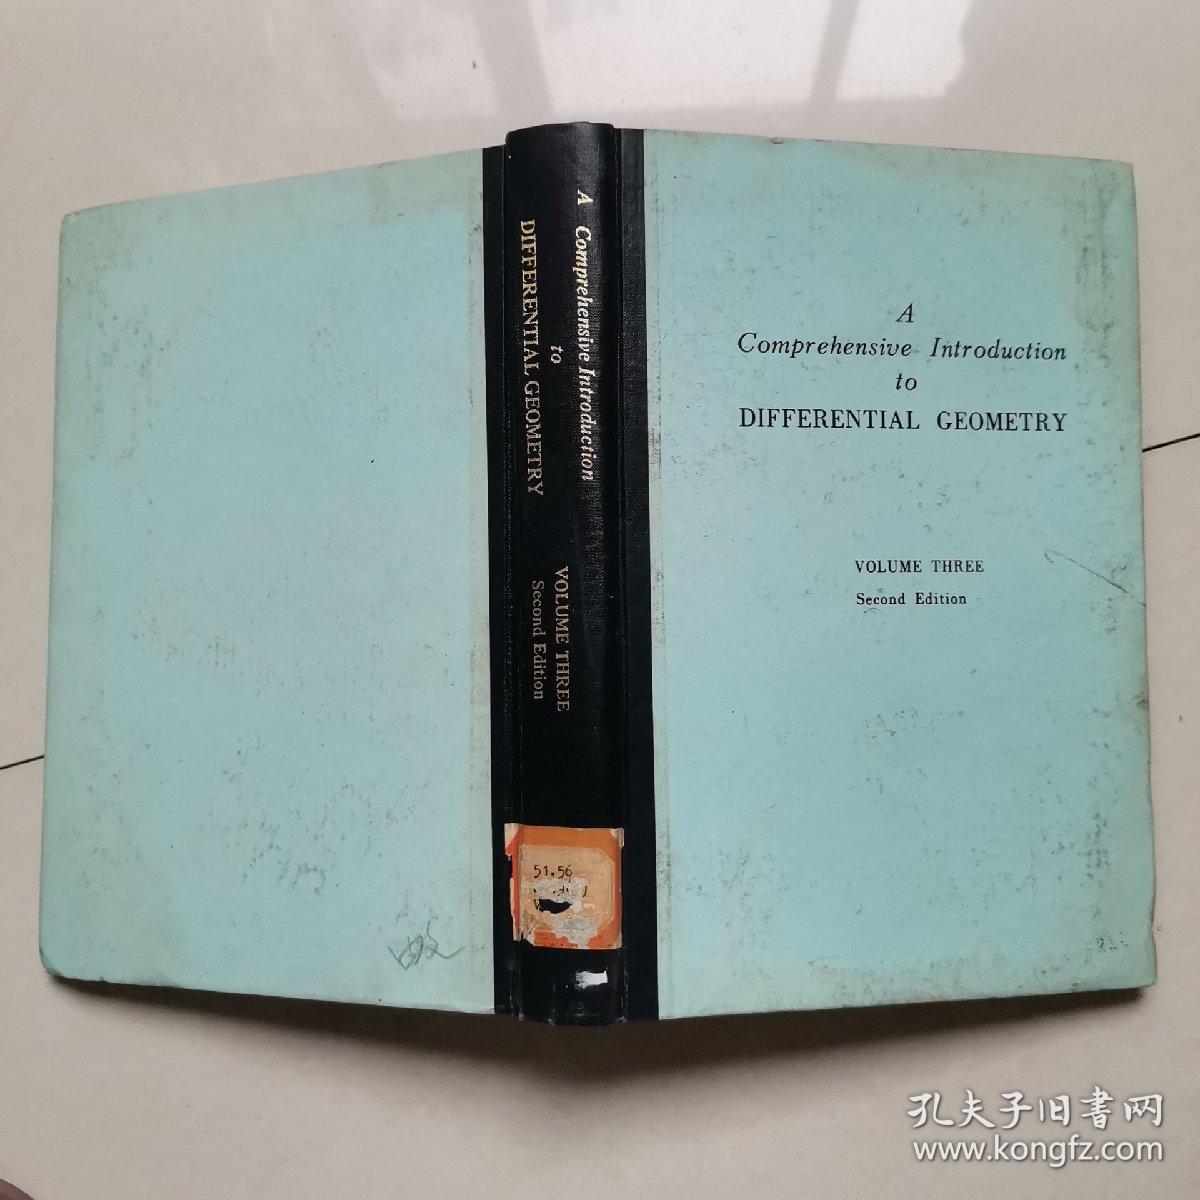 A
Comprehensive Introduction
to
DIFFERENTIAL GEOMETRY
VOLUME THREE
Second Edition
A Comprehensive Introduction
to
DIFFERENTIAL GEOMETRY
VOLUME THREE
Second Edition
51.56
孔夫子旧书网
www.kongfz.com